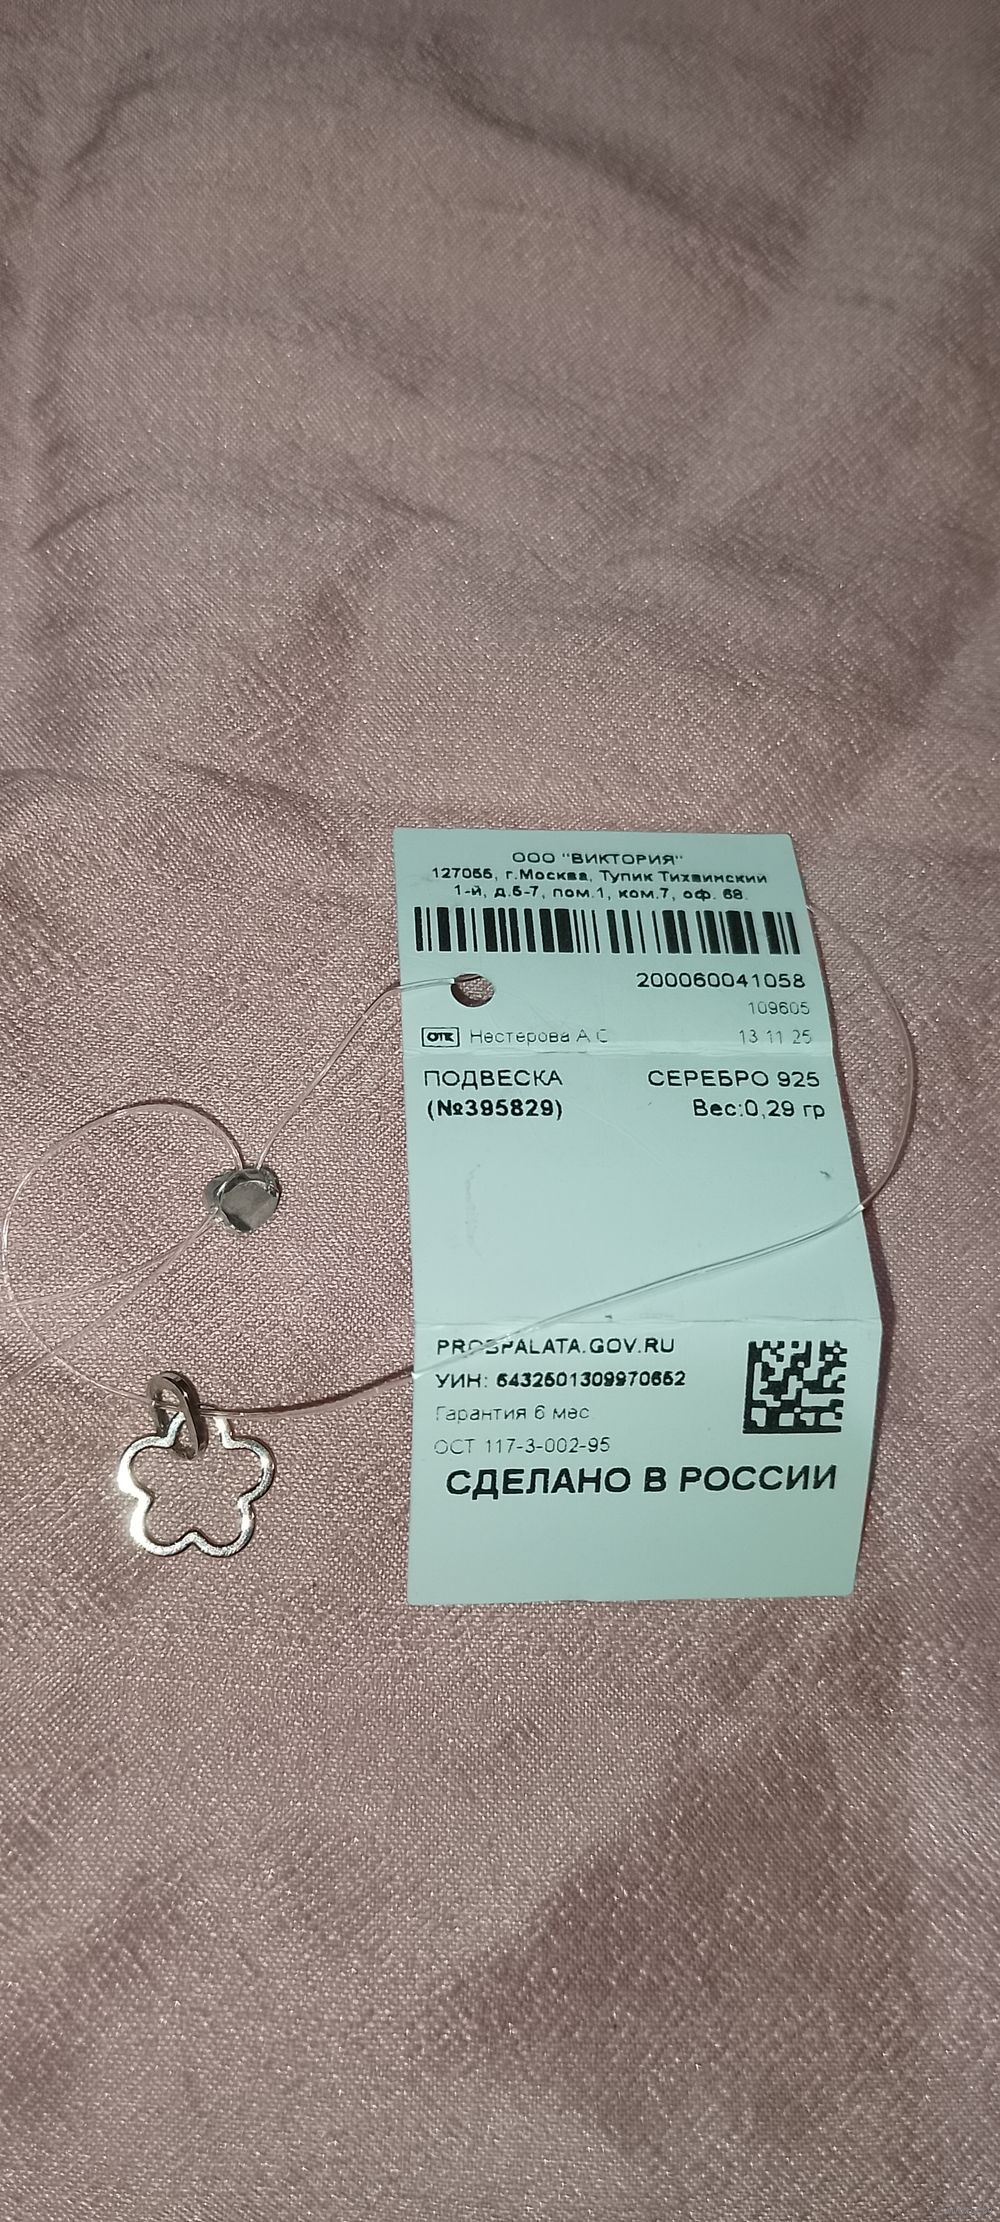 ООО "ВИКТОРИЯ"
127055, г.Москва, Тупик Тихвинский
1-й, д.5-7, пом.1, ком.7, оф. 68.
200060041058
109605
ОТК Нестерова А С 13 11 25
ПОДВЕСКА СЕРЕБРО 925
(№395829) Вес:0,29 гр
PROBPALATA.GOV.RU
УИН: 6432501309970652
Гарантия 6 мес
ОСТ 117-3-002-95
СДЕЛАНО В РОССИИ